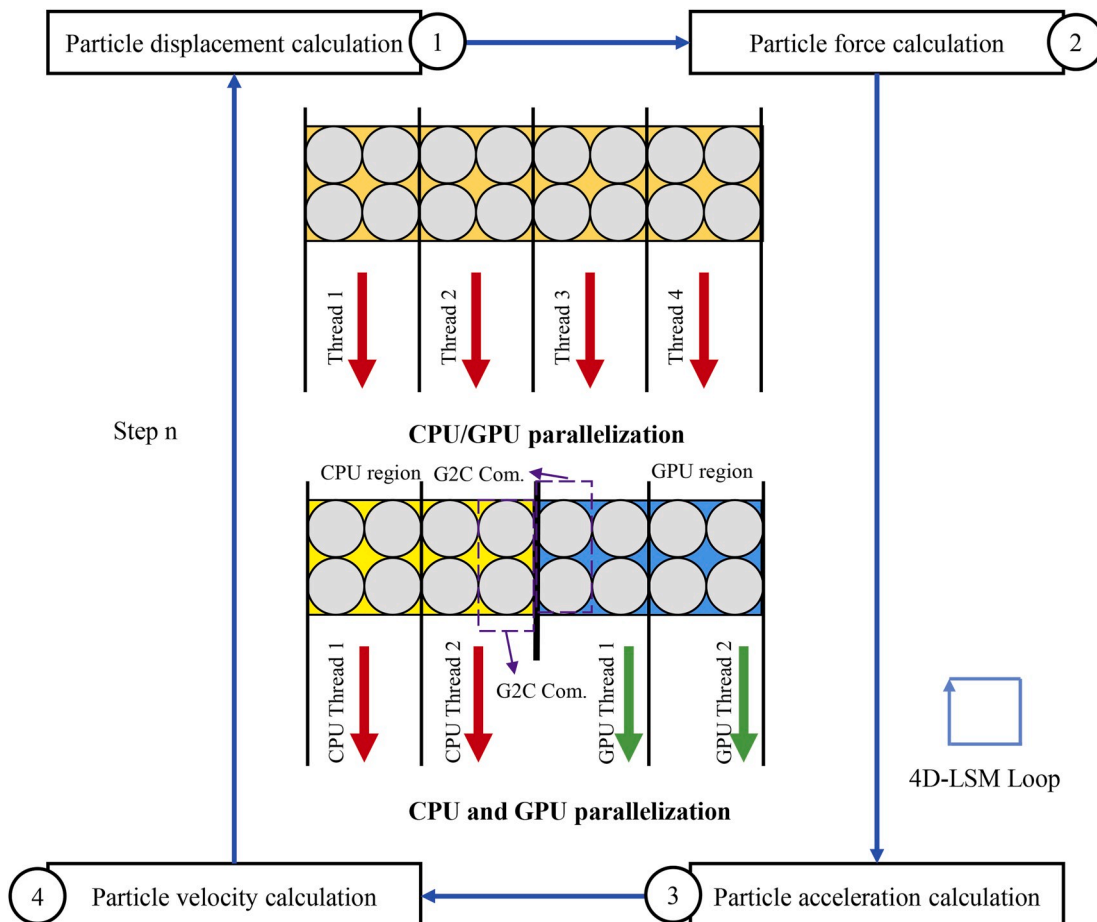 Particle displacement calculation
1
Particle force calculation
2
Thread 1
Thread 2
Thread 3
Thread 4
Step n
CPU/GPU parallelization
CPU region
G2C Com.
GPU region
CPU Thread 1
CPU Thread 2
G2C Com.
GPU Thread 1
GPU Thread 2
4D-LSM Loop
CPU and GPU parallelization
4
Particle velocity calculation
3
Particle acceleration calculation